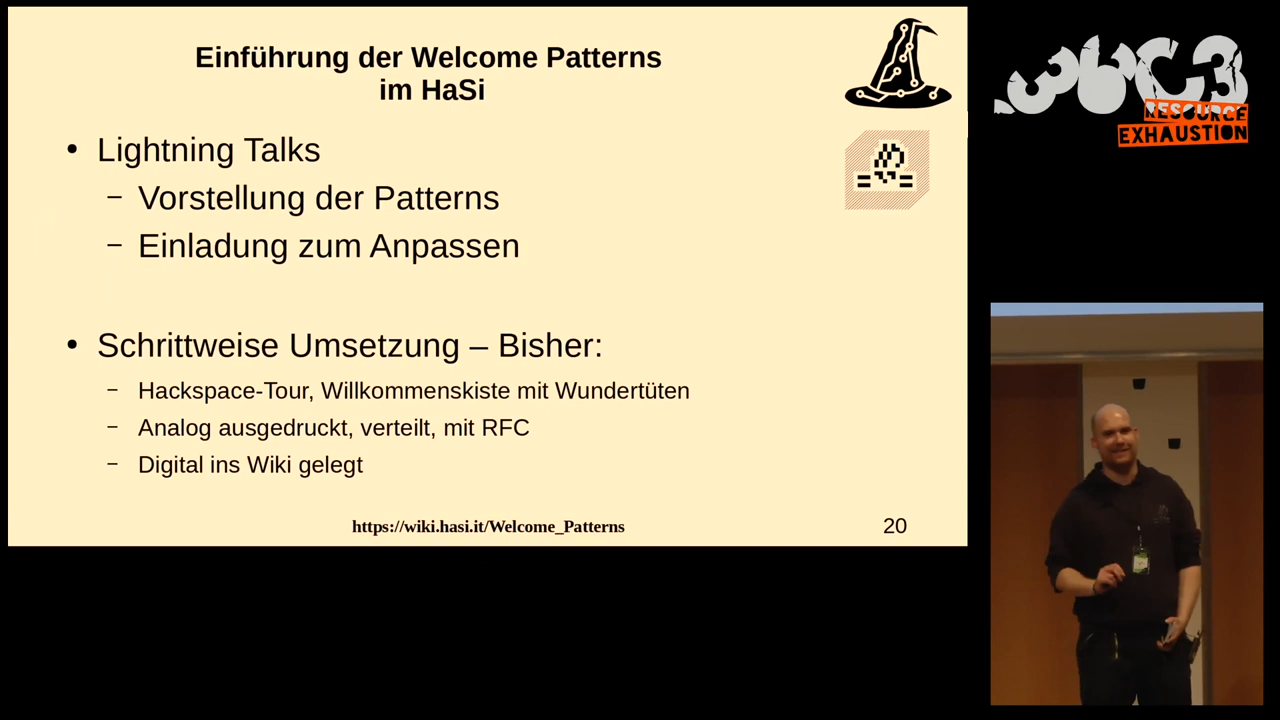 Einführung der Welcome Patterns
im HaSi
• Lightning Talks
– Vorstellung der Patterns
– Einladung zum Anpassen
• Schrittweise Umsetzung – Bisher:
– Hackspace-Tour, Willkommenskiste mit Wundertüten
– Analog ausgedruckt, verteilt, mit RFC
– Digital ins Wiki gelegt
https://wiki.hasi.it/Welcome_Patterns
20
36C3
RESOURCE
EXHAUSTION